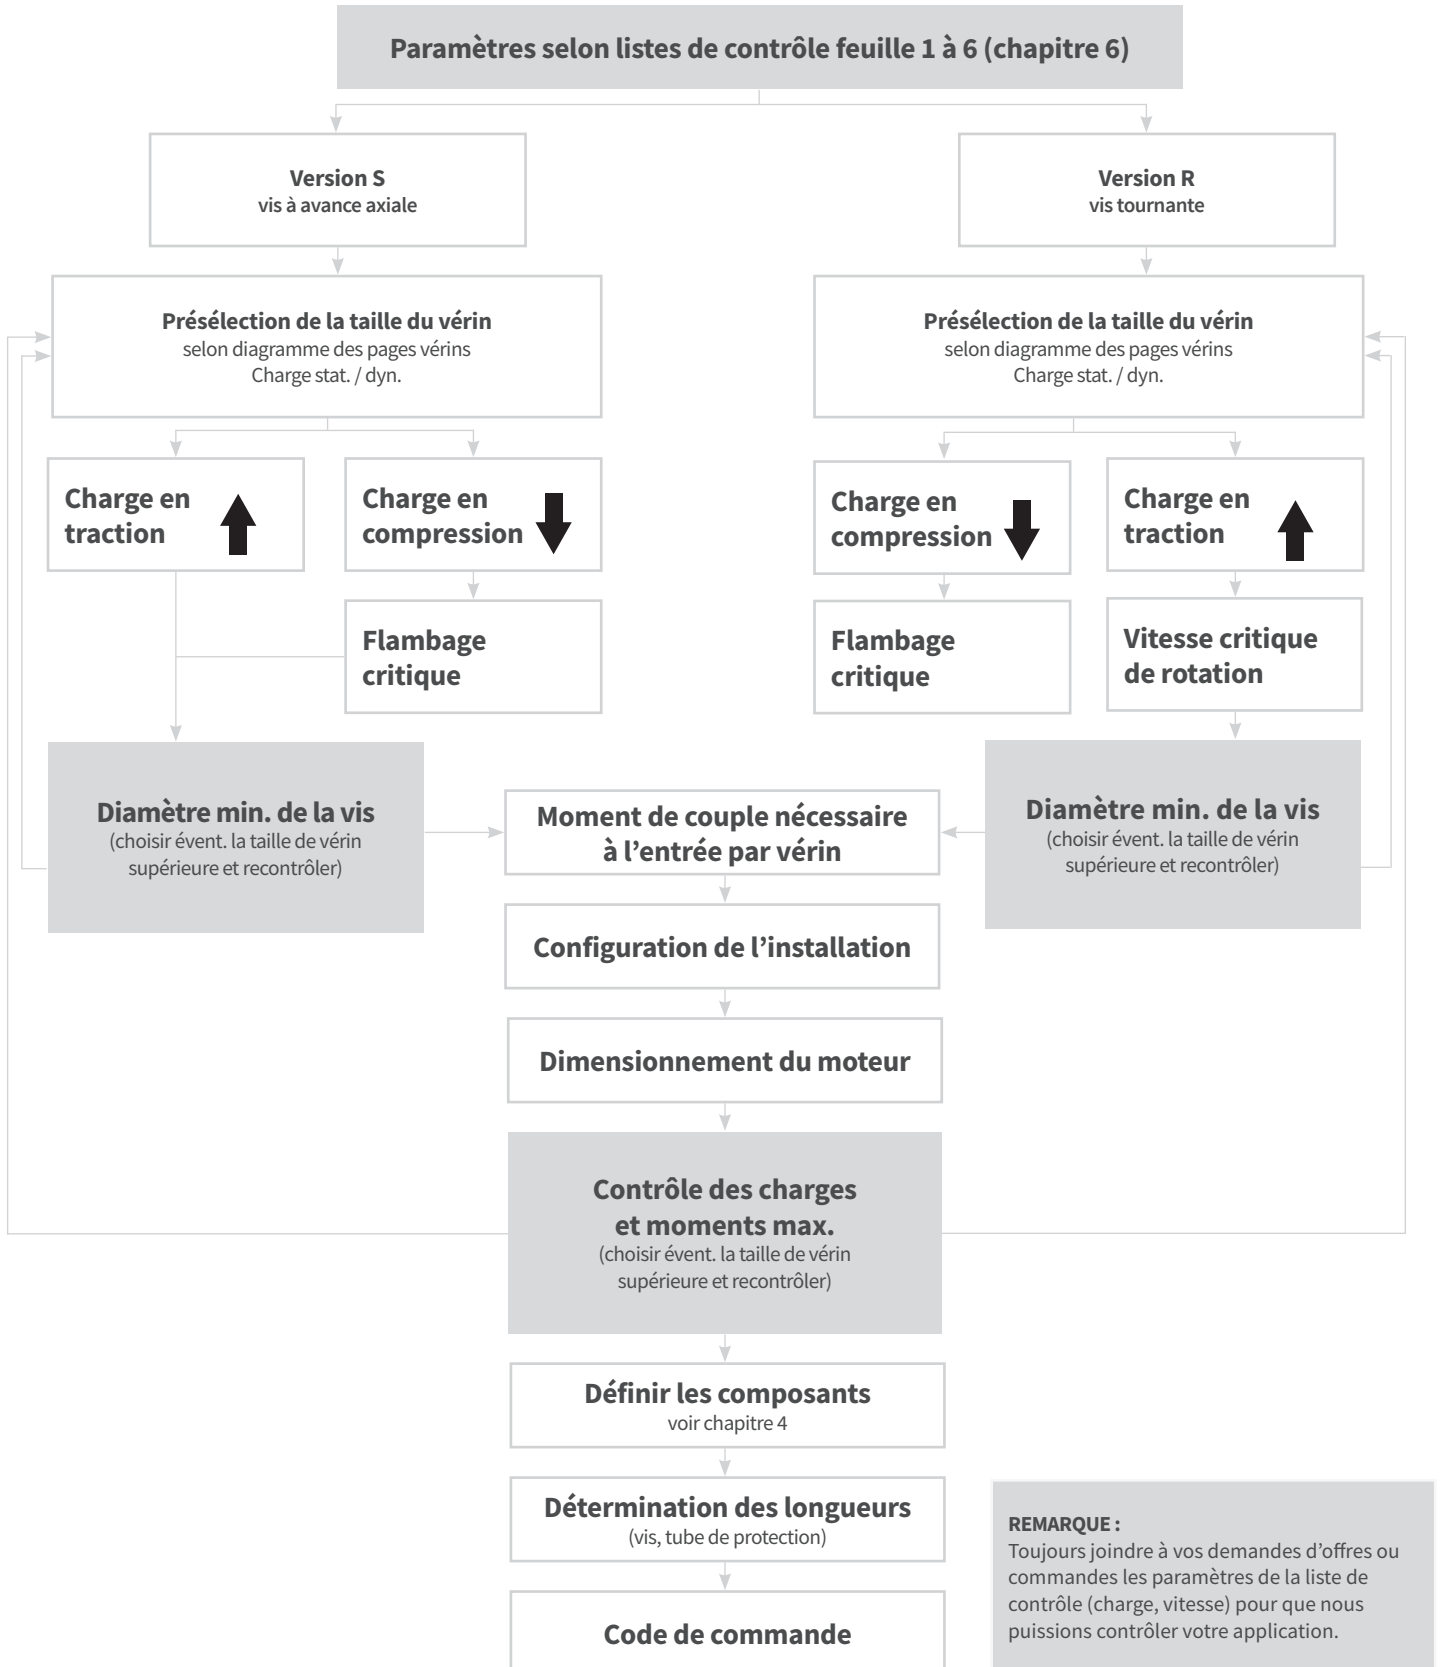 Paramètres selon listes de contrôle feuille 1 à 6 (chapitre 6)
Version S
vis à avance axiale
Version R
vis tournante
Présélection de la taille du vérin
selon diagramme des pages vérins
Charge stat. / dyn.
Présélection de la taille du vérin
selon diagramme des pages vérins
Charge stat. / dyn.
Charge en
traction
Charge en
compression
Charge en
compression
Charge en
traction
Flambage
critique
Flambage
critique
Vitesse critique
de rotation
Diamètre min. de la vis
(choisir évent. la taille de vérin
supérieure et recontrôler)
Moment de couple nécessaire
à l’entrée par vérin
Diamètre min. de la vis
(choisir évent. la taille de vérin
supérieure et recontrôler)
Configuration de l’installation
Dimensionnement du moteur
Contrôle des charges
et moments max.
(choisir évent. la taille de vérin
supérieure et recontrôler)
Définir les composants
voir chapitre 4
Détermination des longueurs
(vis, tube de protection)
Code de commande
REMARQUE :
Toujours joindre à vos demandes d’offres ou
commandes les paramètres de la liste de
contrôle (charge, vitesse) pour que nous
puissions contrôler votre application.